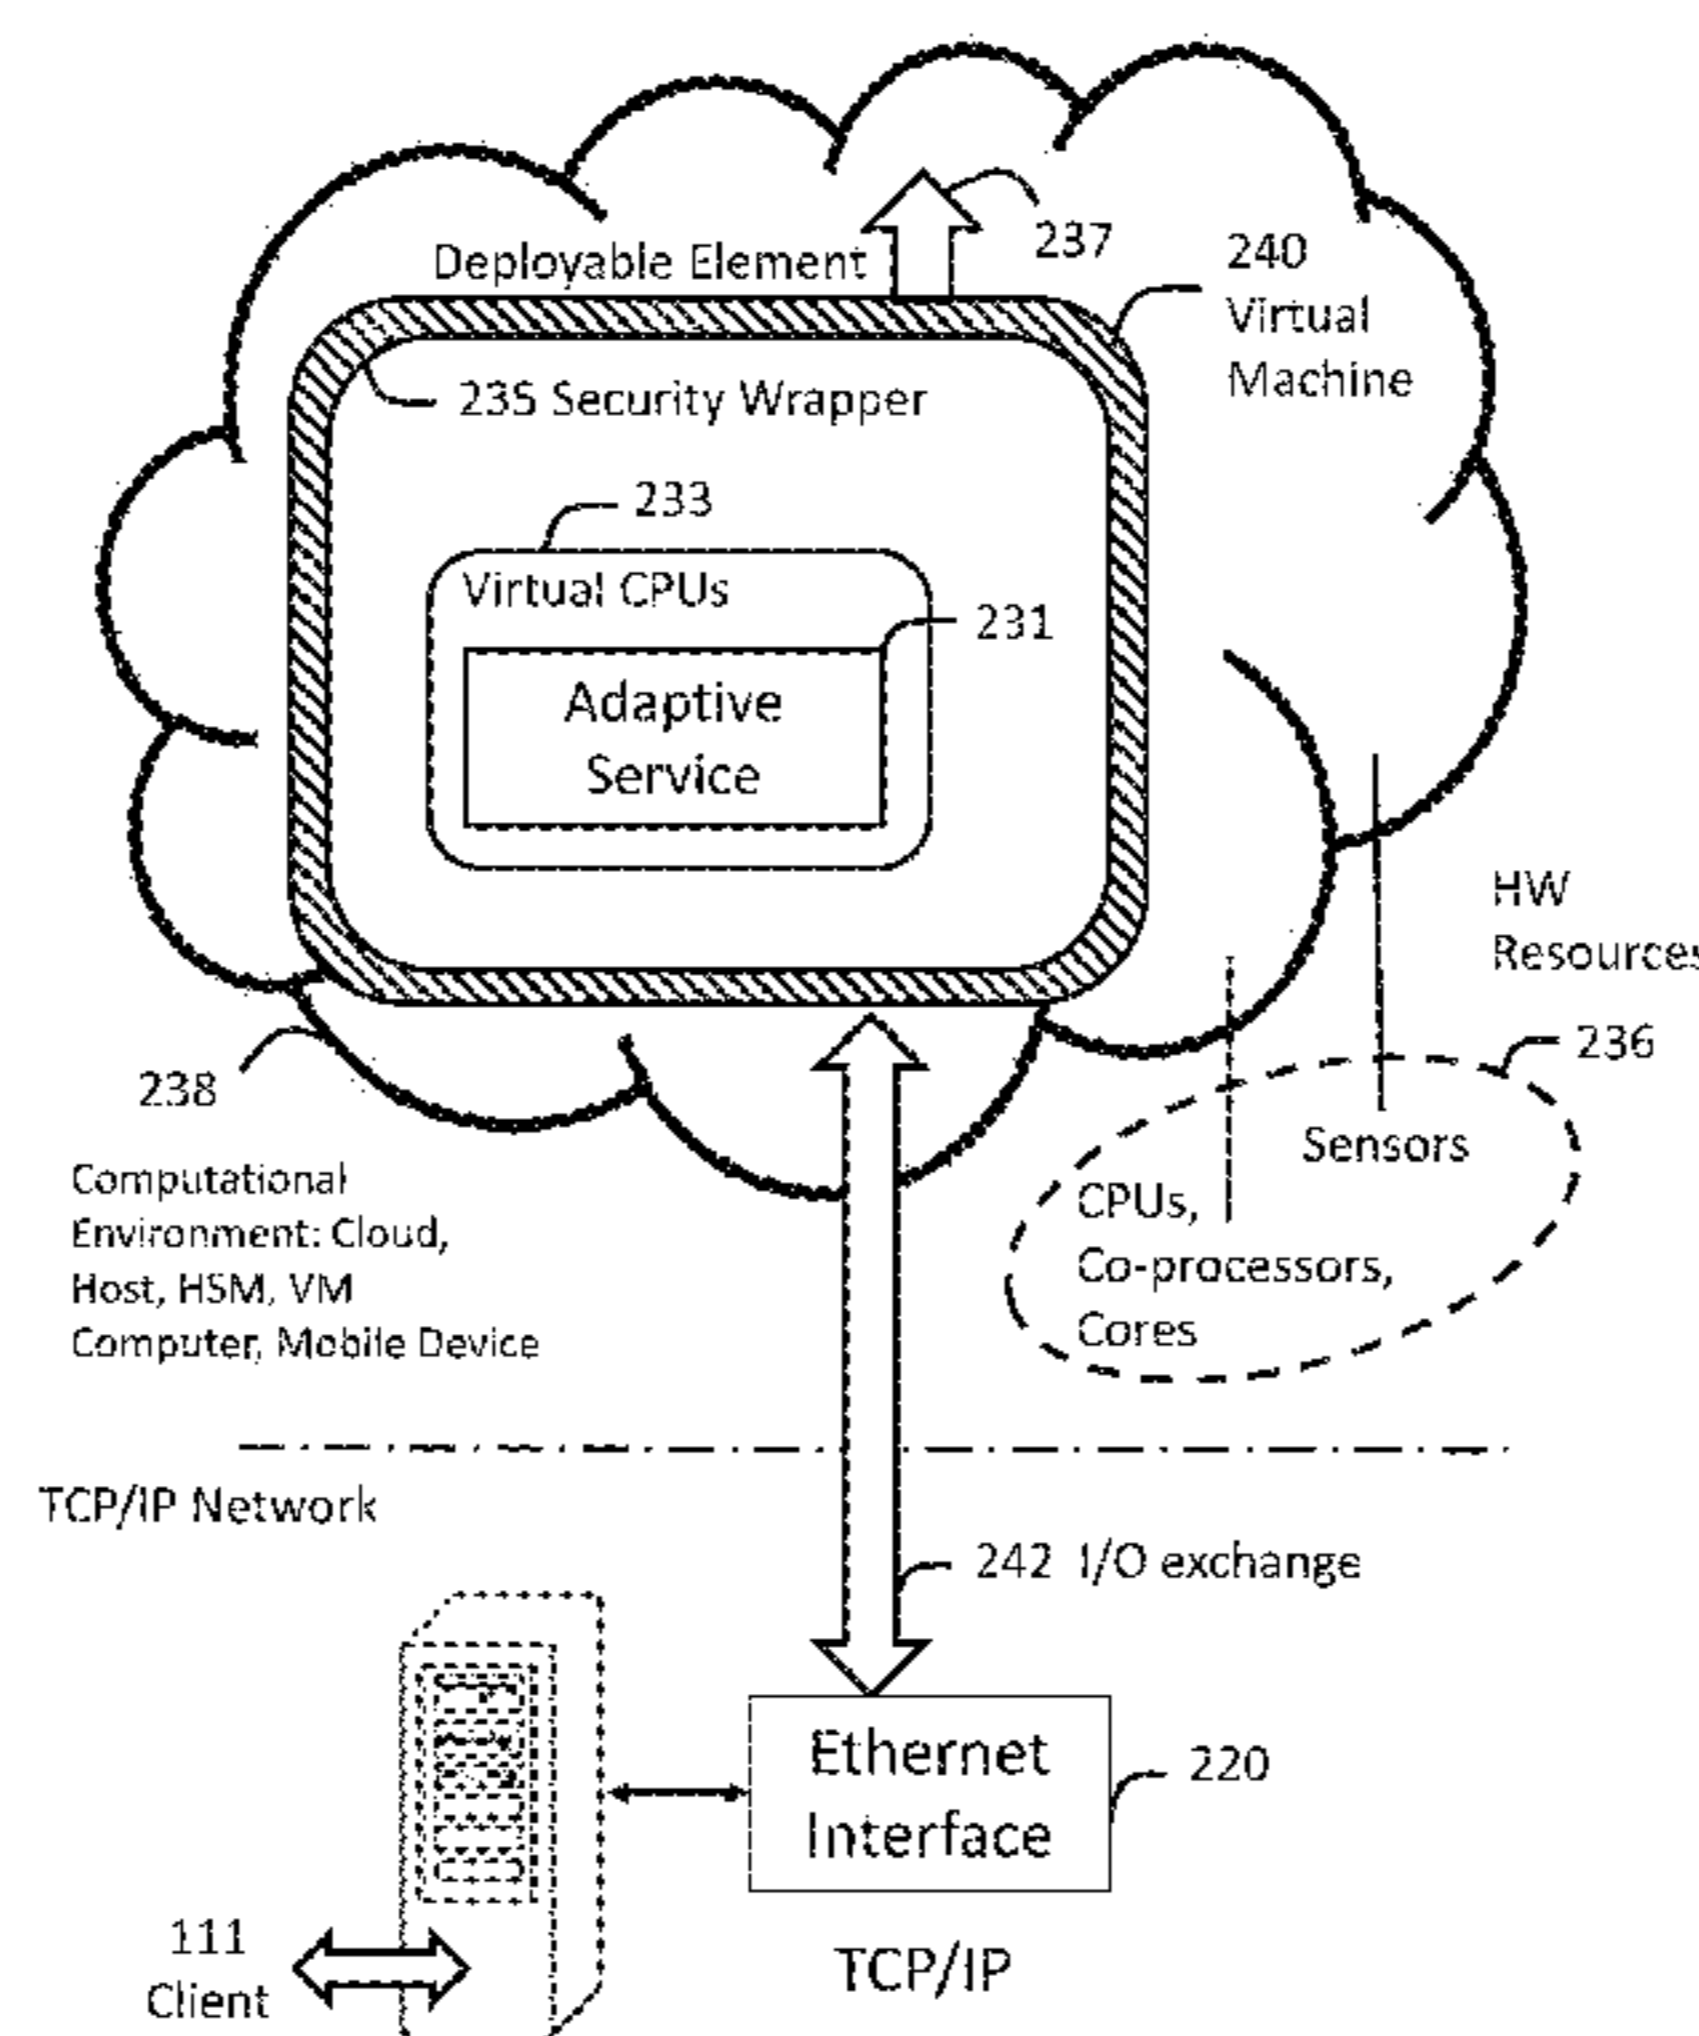 237
Deployable Element
240
Virtual
Machine
235 Security Wrapper
233
Virtual CPUs
231
Adaptive
Service
HW
Resources
236
238
Sensors
Computational
Environment: Cloud,
Host, HSM, VM
Computer, Mobile Device
CPUs,
Co-processors,
Cores
TCP/IP Network
242 I/O exchange
Ethernet
Interface
220
111
Client
TCP/IP